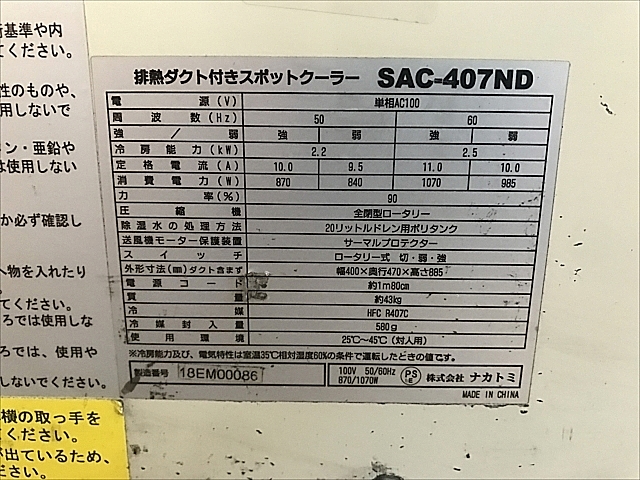 基準や内
てください。
性のものや、
用しないで
ン・亜鉛や
は使用しない
か必ず確認し
へ物を入れたり
てください。
ろでは使用しな
ろでは、使用や
しないでください。
横の取っ手を
ください。
が出ているため、
ださい。
排熱ダクト付きスポットクーラー SAC-407ND
電源(V) 単相AC100
周波数(Hz) 50 60
強/弱 強 弱 強 弱
冷房能力(kW) 2.2 2.5
定格電流(A) 10.0 9.5 11.0 10.0
消費電力(W) 870 840 1070 985
力率(%) 90
圧縮機 全閉型ロータリー
除湿水の処理方法 20リットルドレン用ポリタンク
送風機モーター保護装置 サーマルプロテクター
スイッチ ロータリー式 切・弱・強
外形寸法(㎜)ダクト含まず 幅400×奥行470×高さ885
電源コード 約1m80cm
質量 約43kg
冷媒 HFC R407C
冷媒封入量 580g
使用環境 25℃~45℃(対人用)
※冷房能力及び、電気特性は室温35℃相対湿度60%の条件で運転したときの値です。
製造番号 18EM00086
100V 50/60Hz
870/1070W
PS
E
株式会社 ナカトミ
MADE IN CHINA